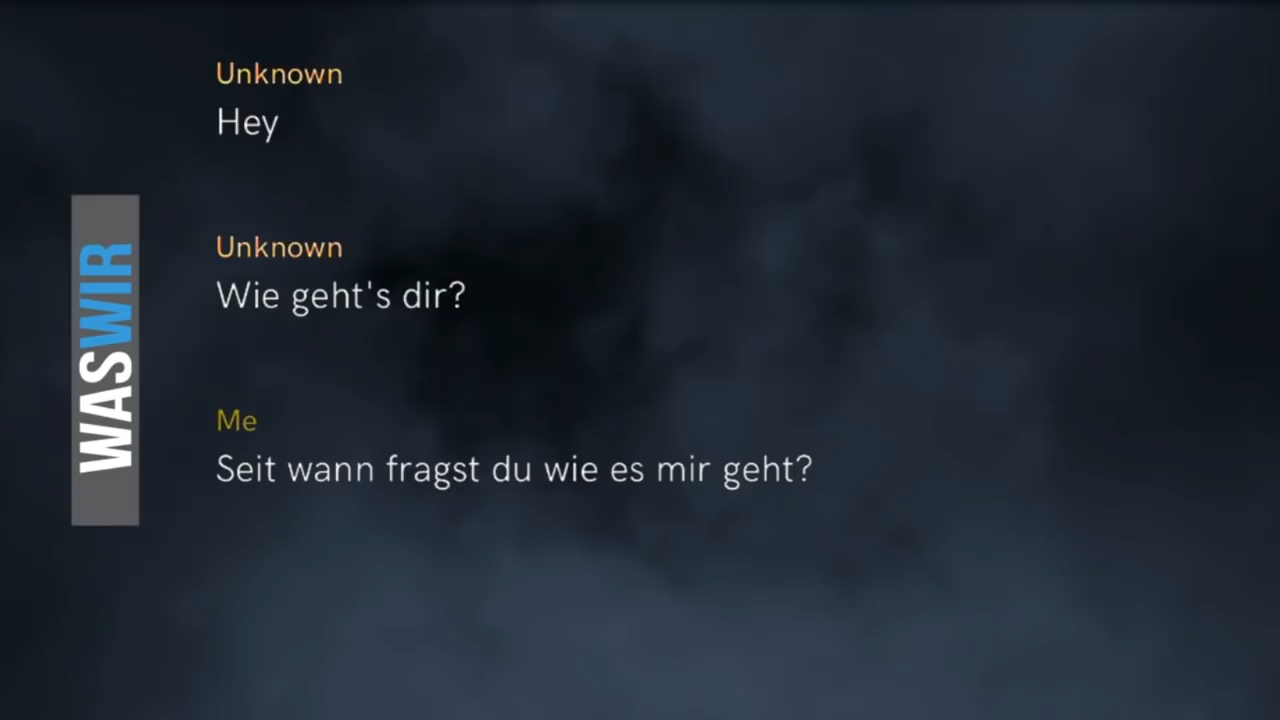 Unknown
Hey
WASWIR
Unknown
Wie geht's dir?
Me
Seit wann fragst du wie es mir geht?